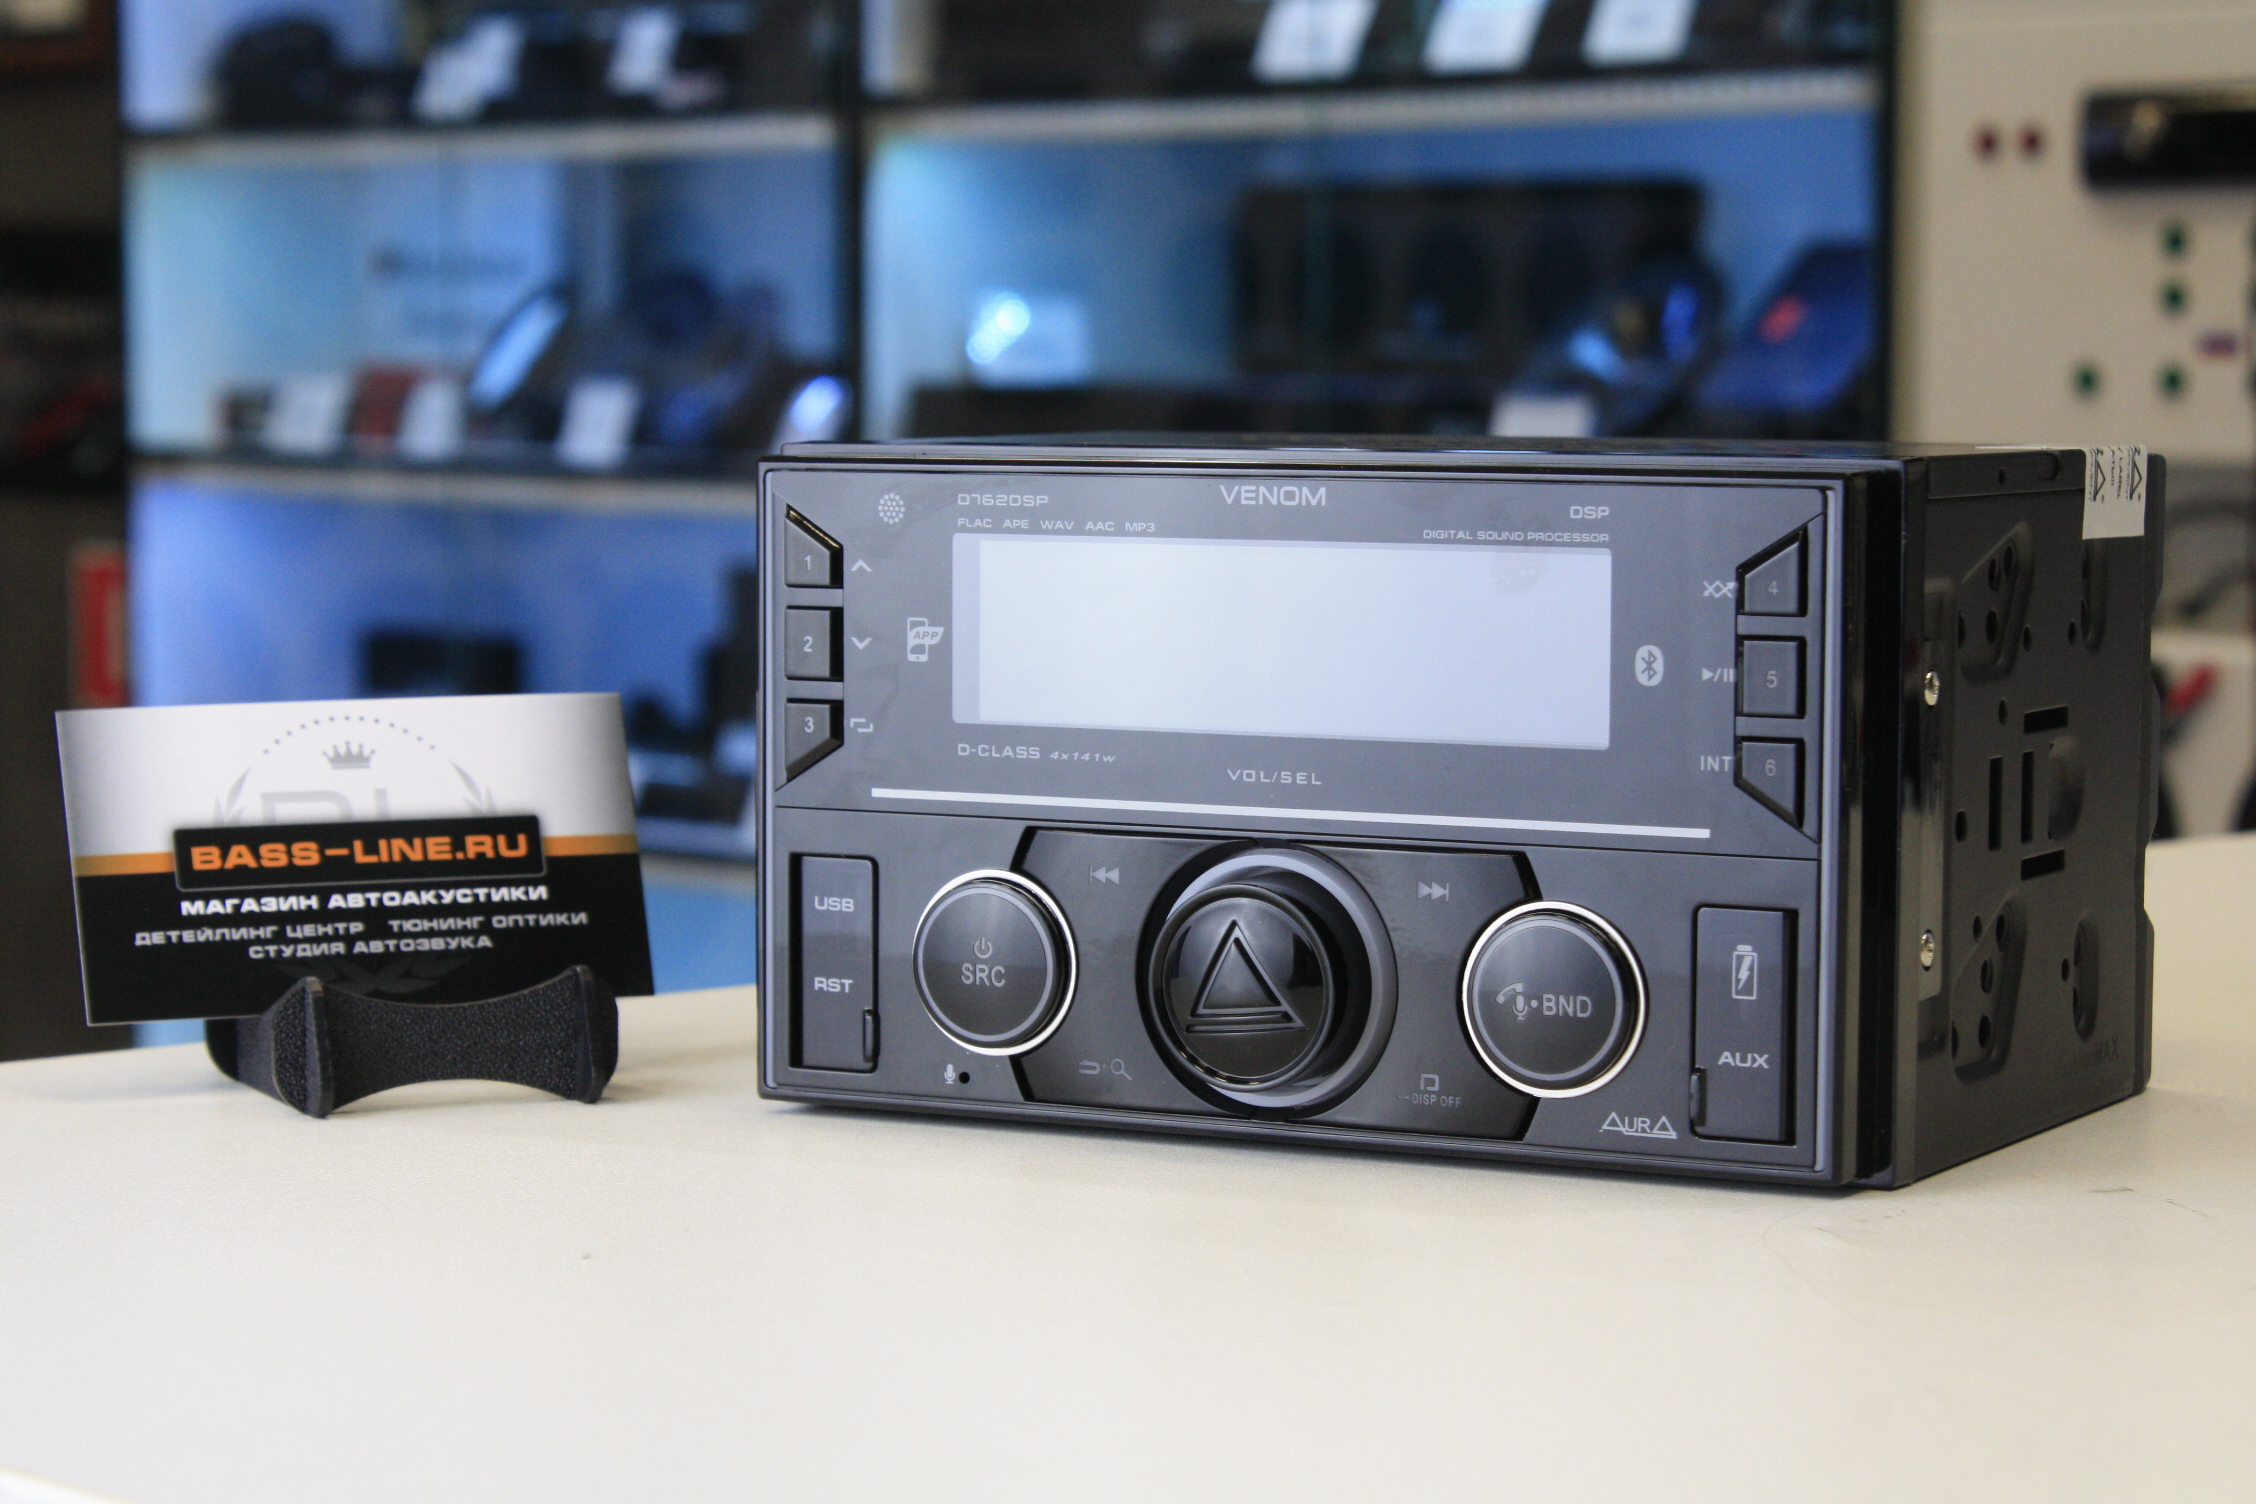 VENOM
D762DSP
DSP
FLAC APE WAV AAC MP3
DIGITAL SOUND PROCESSOR
1
2
3
APP
4
5
6
INT
D-CLASS 4x141w
VOL/SEL
USB
RST
SRC
BND
AUX
D
DISP OFF
AURA
BL
BASS-LINE.RU
МАГАЗИН АВТОАКУСТИКИ
ДЕТЕЙЛИНГ ЦЕНТР ТЮНИНГ ОПТИКИ
СТУДИЯ АВТОЗВУКА